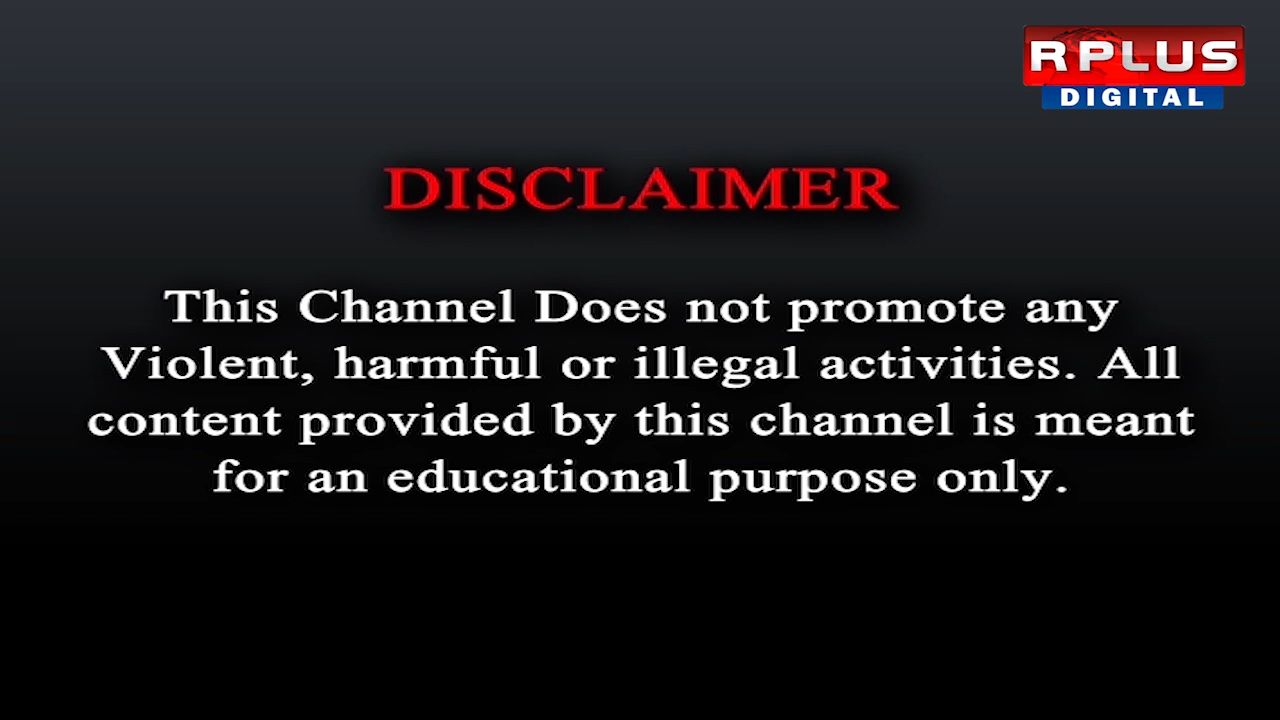 RPLUS
DIGITAL
DISCLAIMER
This Channel Does not promote any
Violent, harmful or illegal activities. All
content provided by this channel is meant
for an educational purpose only.